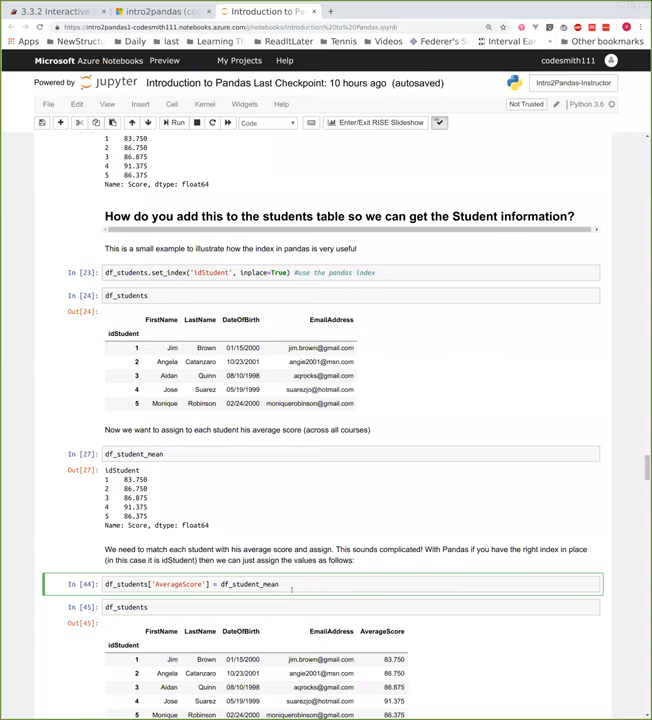 3.3.2 Interactive
intro2pandas (co
Introduction to Pa
https://intro2pandas1-codesmith111.notebooks.azure.com/j/notebooks/Introduction%20to%20Pandas.ipynb
Apps NewStructu Daily last Learning Th ReadItLater Tennis Videos Federer's S Interval Ear » Other bookmarks
Microsoft Azure Notebooks Preview My Projects Help codesmith111
Powered by jupyter Introduction to Pandas Last Checkpoint: 10 hours ago (autosaved) Intro2Pandas-Instructor
File Edit View Insert Cell Kernel Widgets Help Not Trusted Python 3.6
Run Code Enter/Exit RISE Slideshow
1 83.750
2 86.750
3 86.875
4 91.375
5 86.375
Name: Score, dtype: float64
How do you add this to the students table so we can get the Student information?
This is a small example to illustrate how the index in pandas is very useful
In [23]: df_students.set_index('idStudent', inplace=True) #use the pandas index
In [24]: df_students
Out[24]:
FirstName LastName DateOfBirth EmailAddress
idStudent
1 Jim Brown 01/15/2000 jim.brown@gmail.com
2 Angela Catanzaro 10/23/2001 angie2001@msn.com
3 Aidan Quinn 08/10/1998 aqrocks@gmail.com
4 Jose Suarez 05/19/1999 suarezjo@hotmail.com
5 Monique Robinson 02/24/2000 moniquerobinson@gmail.com
Now we want to assign to each student his average score (across all courses)
In [27]: df_student_mean
Out[27]: idStudent
1 83.750
2 86.750
3 86.875
4 91.375
5 86.375
Name: Score, dtype: float64
We need to match each student with his average score and assign. This sounds complicated! With Pandas if you have the right index in place
(in this case it is idStudent) then we can just assign the values as follows:
In [44]: df_students['AverageScore'] = df_student_mean
In [45]: df_students
Out[45]:
FirstName LastName DateOfBirth EmailAddress AverageScore
idStudent
1 Jim Brown 01/15/2000 jim.brown@gmail.com 83.750
2 Angela Catanzaro 10/23/2001 angie2001@msn.com 86.750
3 Aidan Quinn 08/10/1998 aqrocks@gmail.com 86.875
4 Jose Suarez 05/19/1999 suarezjo@hotmail.com 91.375
5 Monique Robinson 02/24/2000 moniquerobinson@gmail.com 86.375